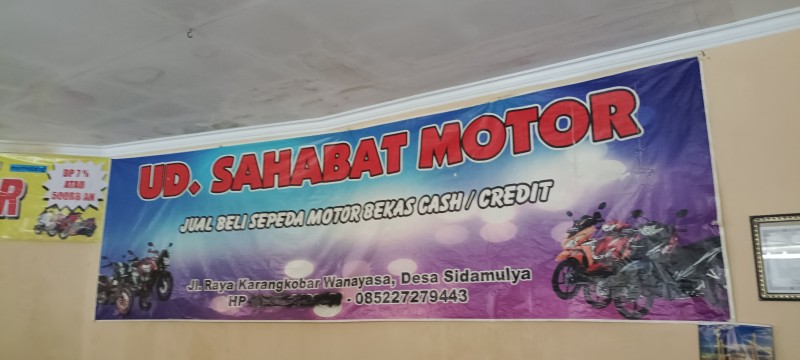 UD. SAHABAT MOTOR
JUAL BELI SEPEDA MOTOR BEKAS CASH / CREDIT
Jl. Raya Karangkobar Wanayasa, Desa Sidamulya
HP - 085227279443
DP 7%
ATAU
500RB AN
R